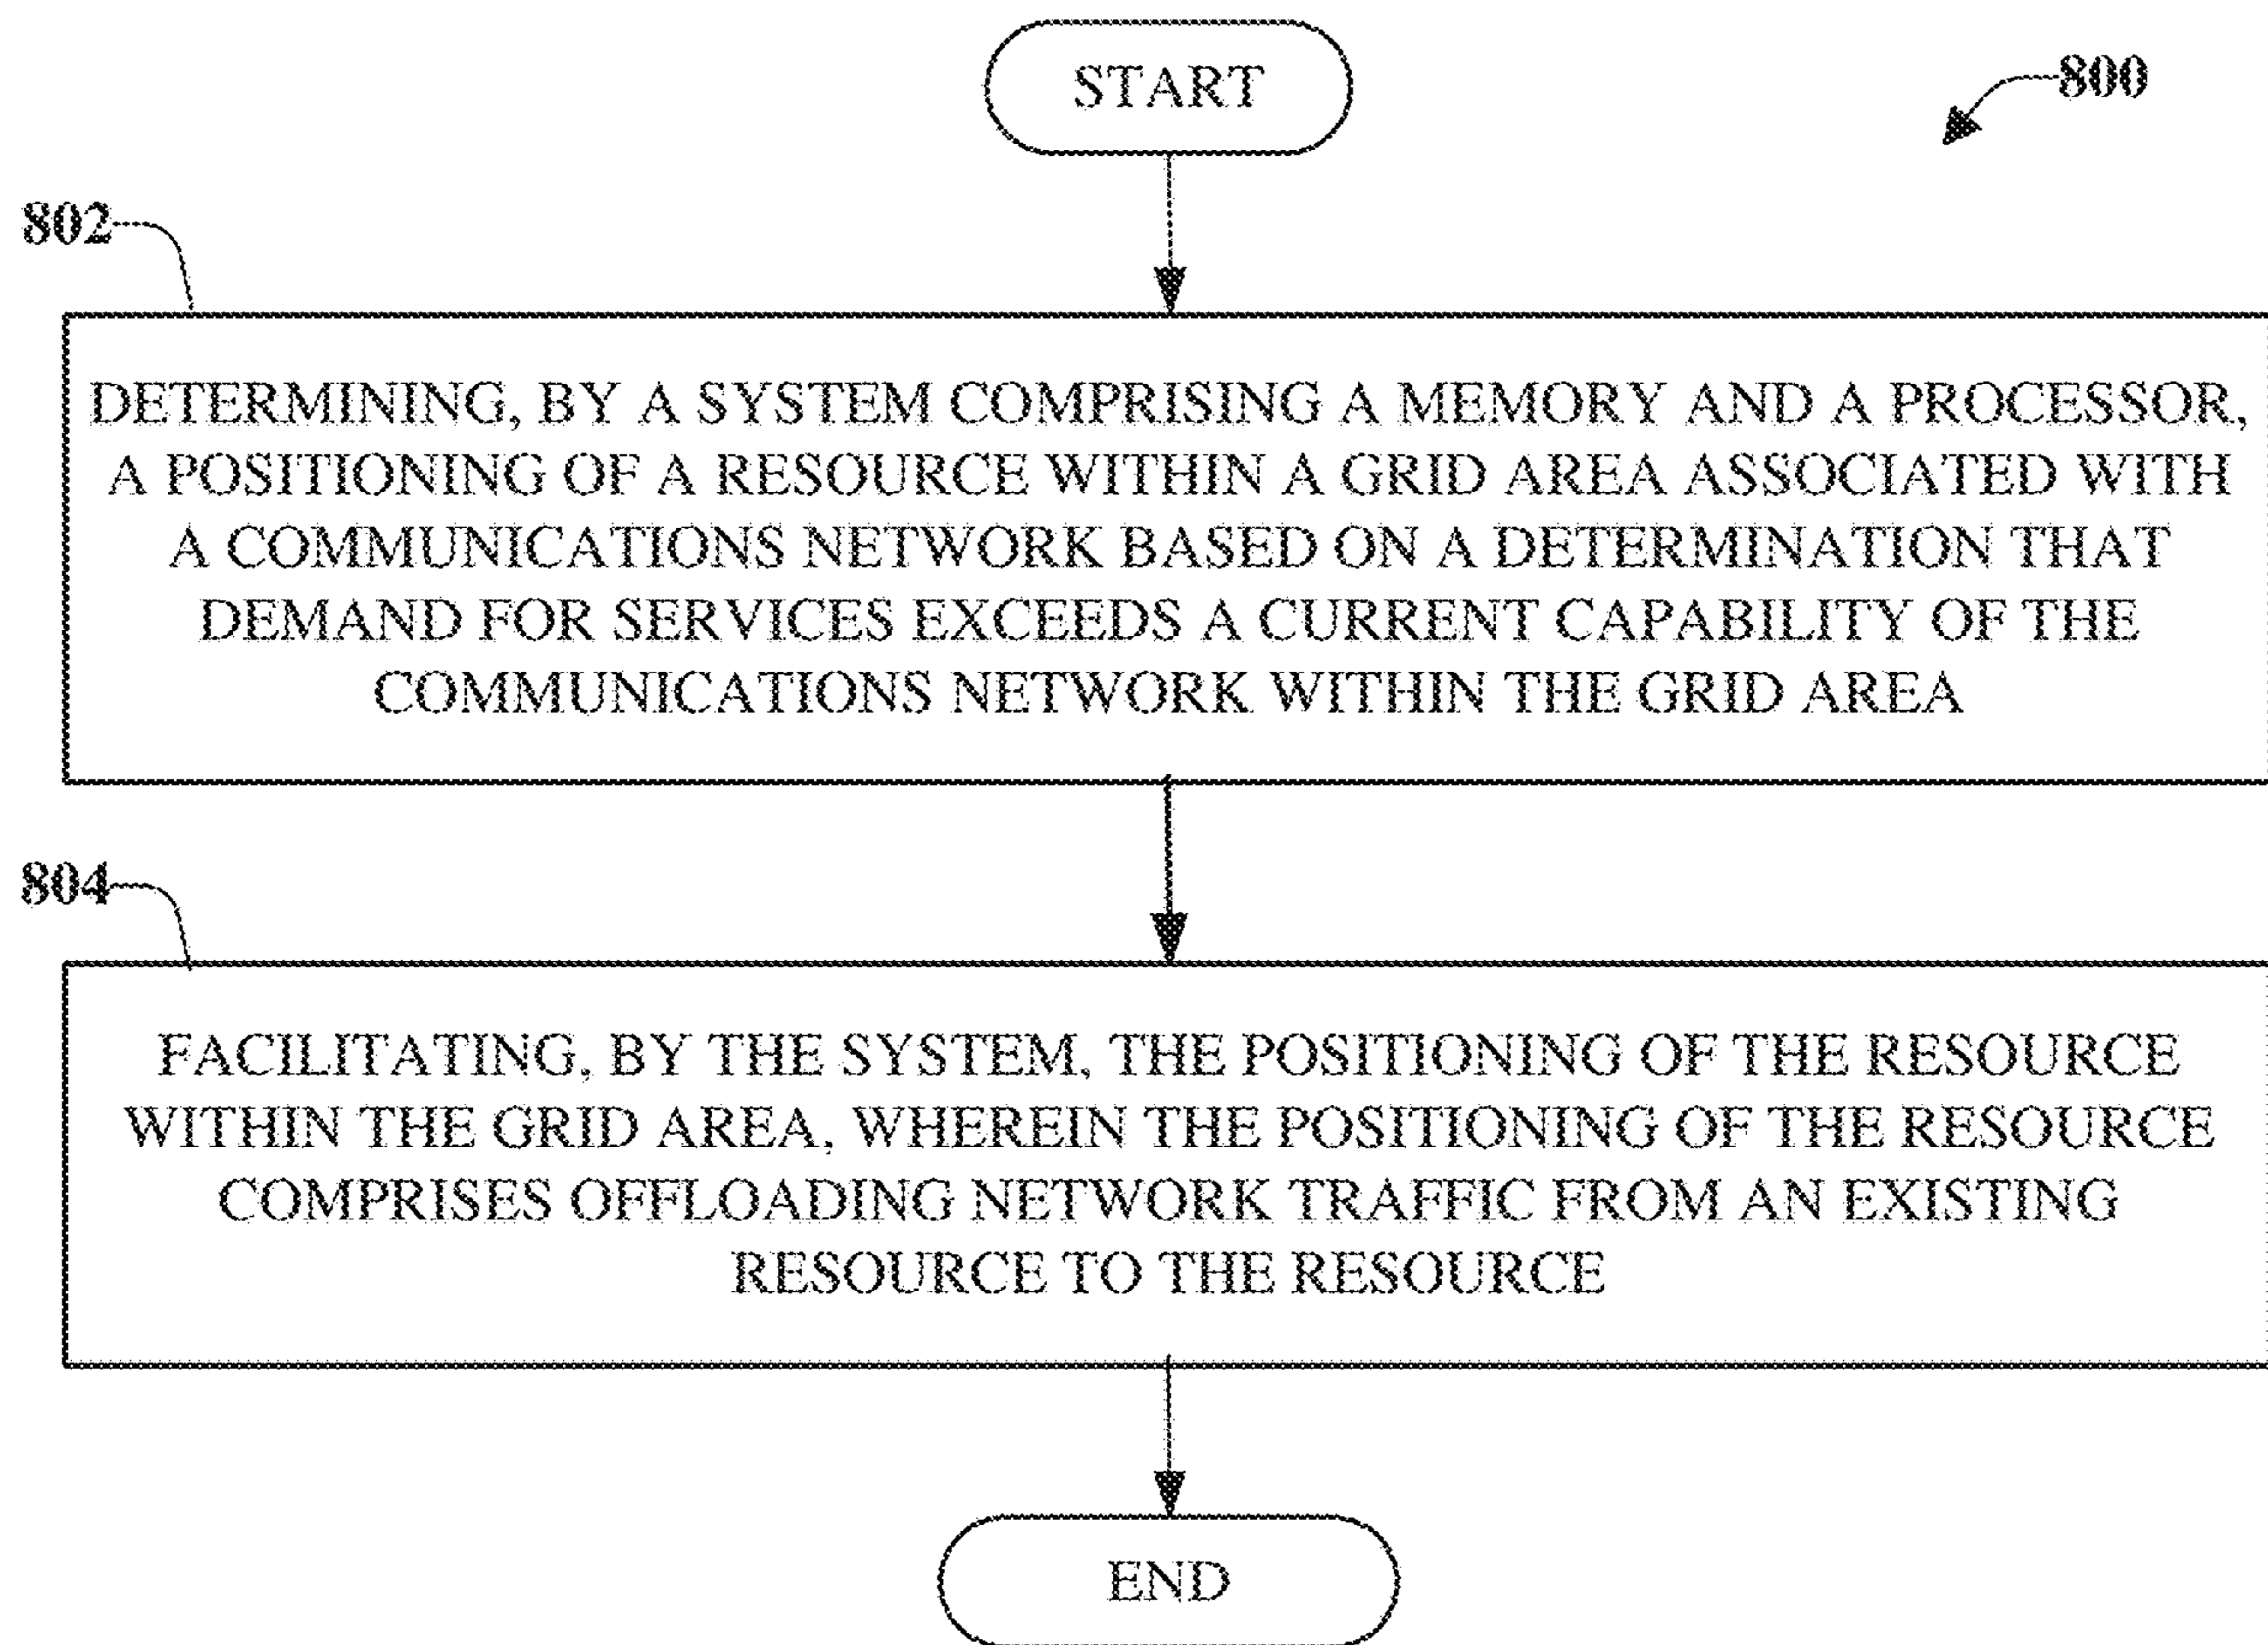 START
800
802
DETERMINING, BY A SYSTEM COMPRISING A MEMORY AND A PROCESSOR,
A POSITIONING OF A RESOURCE WITHIN A GRID AREA ASSOCIATED WITH
A COMMUNICATIONS NETWORK BASED ON A DETERMINATION THAT
DEMAND FOR SERVICES EXCEEDS A CURRENT CAPABILITY OF THE
COMMUNICATIONS NETWORK WITHIN THE GRID AREA
804
FACILITATING, BY THE SYSTEM, THE POSITIONING OF THE RESOURCE
WITHIN THE GRID AREA, WHEREIN THE POSITIONING OF THE RESOURCE
COMPRISES OFFLOADING NETWORK TRAFFIC FROM AN EXISTING
RESOURCE TO THE RESOURCE
END